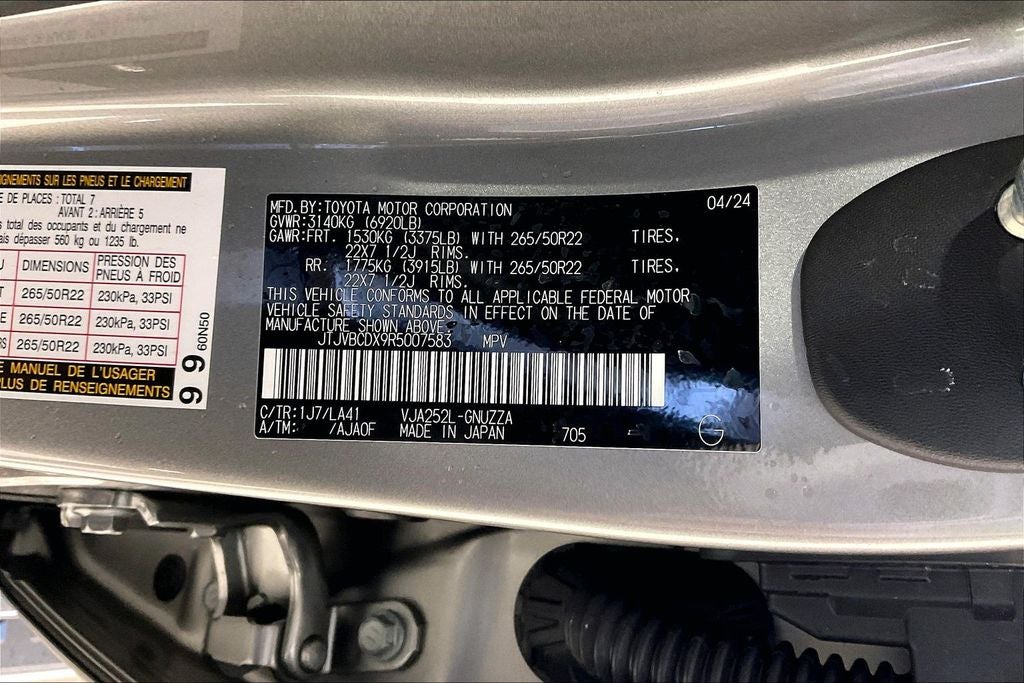 IGNEMENTS SUR LES PNEUS ET LE CHARGEMENT
E DE PLACES : TOTAL 7
AVANT 2 : ARRIÈRE 5
total des occupants et du chargement ne
ais dépasser 560 kg ou 1235 lb.
U DIMENSIONS PRESSION DES PNEUS À FROID
T 265/50R22 230kPa, 33PSI
E 265/50R22 230kPa, 33PSI
RS 265/50R22 230kPa, 33PSI
E MANUEL DE L'USAGER
PLUS DE RENSEIGNEMENTS
99 60N50
MFD.BY:TOYOTA MOTOR CORPORATION 04/24
GVWR:3140KG (6920LB)
GAWR:FRT. 1530KG (3375LB) WITH 265/50R22 TIRES,
22X7 1/2J RIMS.
RR. 1775KG (3915LB) WITH 265/50R22 TIRES,
22X7 1/2J RIMS.
THIS VEHICLE CONFORMS TO ALL APPLICABLE FEDERAL MOTOR
VEHICLE SAFETY STANDARDS IN EFFECT ON THE DATE OF
MANUFACTURE SHOWN ABOVE.
JTJVBCDX9R5007583 MPV
C/TR:1J7/LA41 VJA252L-GNUZZA
A/TM: /AJA0F MADE IN JAPAN 705 - G